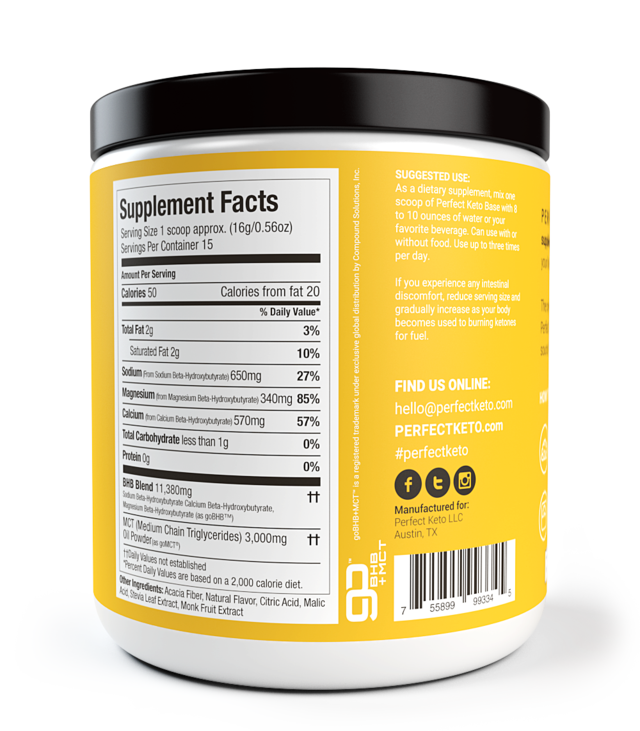 Supplement Facts
Serving Size 1 scoop approx. (16g/0.56oz)
Servings Per Container 15
Amount Per Serving
Calories 50 Calories from fat 20
% Daily Value*
Total Fat 2g 3%
Saturated Fat 2g 10%
Sodium (From Sodium Beta-Hydroxybutyrate) 650mg 27%
Magnesium (from Magnesium Beta-Hydroxybutyrate) 340mg 85%
Calcium (from Calcium Beta-Hydroxybutyrate) 570mg 57%
Total Carbohydrate less than 1g 0%
Protein 0g 0%
BHB Blend 11,380mg ††
Sodium Beta-Hydroxybutyrate Calcium Beta-Hydroxybutyrate,
Magnesium Beta-Hydroxybutyrate (as goBHB™)
MCT (Medium Chain Triglycerides) 3,000mg ††
Oil Powder (as goMCT®)
††Daily Values not established
*Percent Daily Values are based on a 2,000 calorie diet.
Other Ingredients: Acacia Fiber, Natural Flavor, Citric Acid, Malic
Acid, Stevia Leaf Extract, Monk Fruit Extract
goBHB+MCT™ is a registered trademark under exclusive global distribution by Compound Solutions, Inc.
go BHB
+MCT™
SUGGESTED USE:
As a dietary supplement, mix one
scoop of Perfect Keto Base with 8
to 10 ounces of water or your
favorite beverage. Can use with or
without food. Use up to three times
per day.
If you experience any intestinal
discomfort, reduce serving size and
gradually increase as your body
becomes used to burning ketones
for fuel.
FIND US ONLINE:
hello@perfectketo.com
PERFECTKETO.com
#perfectketo
Manufactured for:
Perfect Keto LLC
Austin, TX
7 55899 99334 5